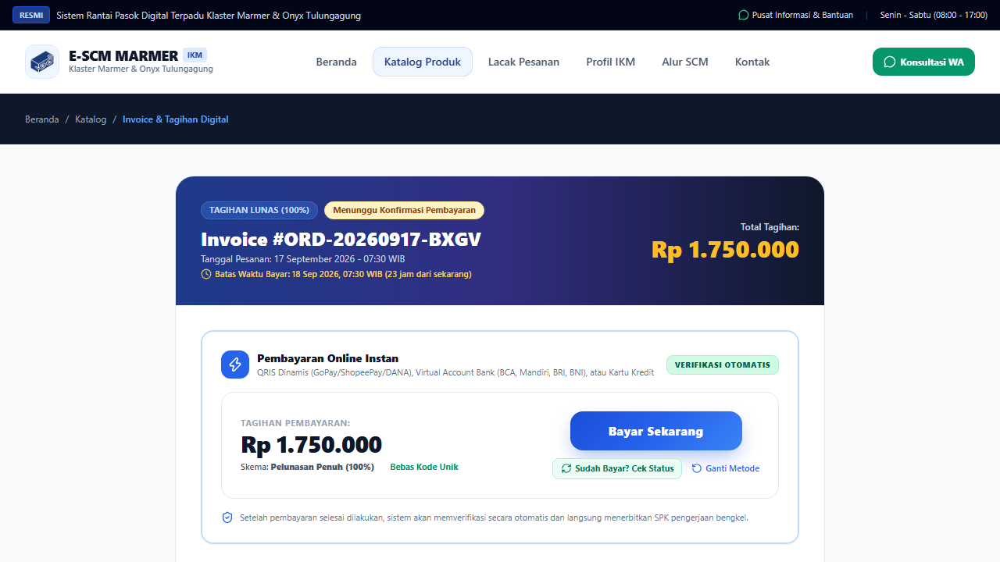 RESMI Sistem Rantai Pasok Digital Terpadu Klaster Marmer & Onyx Tulungagung Pusat Informasi & Bantuan | Senin - Sabtu (08:00 - 17:00)
E-SCM MARMER IKM
Klaster Marmer & Onyx Tulungagung
Beranda Katalog Produk Lacak Pesanan Profil IKM Alur SCM Kontak Konsultasi WA
Beranda / Katalog / Invoice & Tagihan Digital
TAGIHAN LUNAS (100%) Menunggu Konfirmasi Pembayaran
Invoice #ORD-20260917-BXGV
Tanggal Pesanan: 17 September 2026 - 07:30 WIB
Batas Waktu Bayar: 18 Sep 2026, 07:30 WIB (23 jam dari sekarang)
Total Tagihan:
Rp 1.750.000
Pembayaran Online Instan
QRIS Dinamis (GoPay/ShopeePay/DANA), Virtual Account Bank (BCA, Mandiri, BRI, BNI), atau Kartu Kredit
VERIFIKASI OTOMATIS
TAGIHAN PEMBAYARAN:
Rp 1.750.000
Skema: Pelunasan Penuh (100%) Bebas Kode Unik
Bayar Sekarang
Sudah Bayar? Cek Status Ganti Metode
Setelah pembayaran selesai dilakukan, sistem akan memverifikasi secara otomatis dan langsung menerbitkan SPK pengerjaan bengkel.